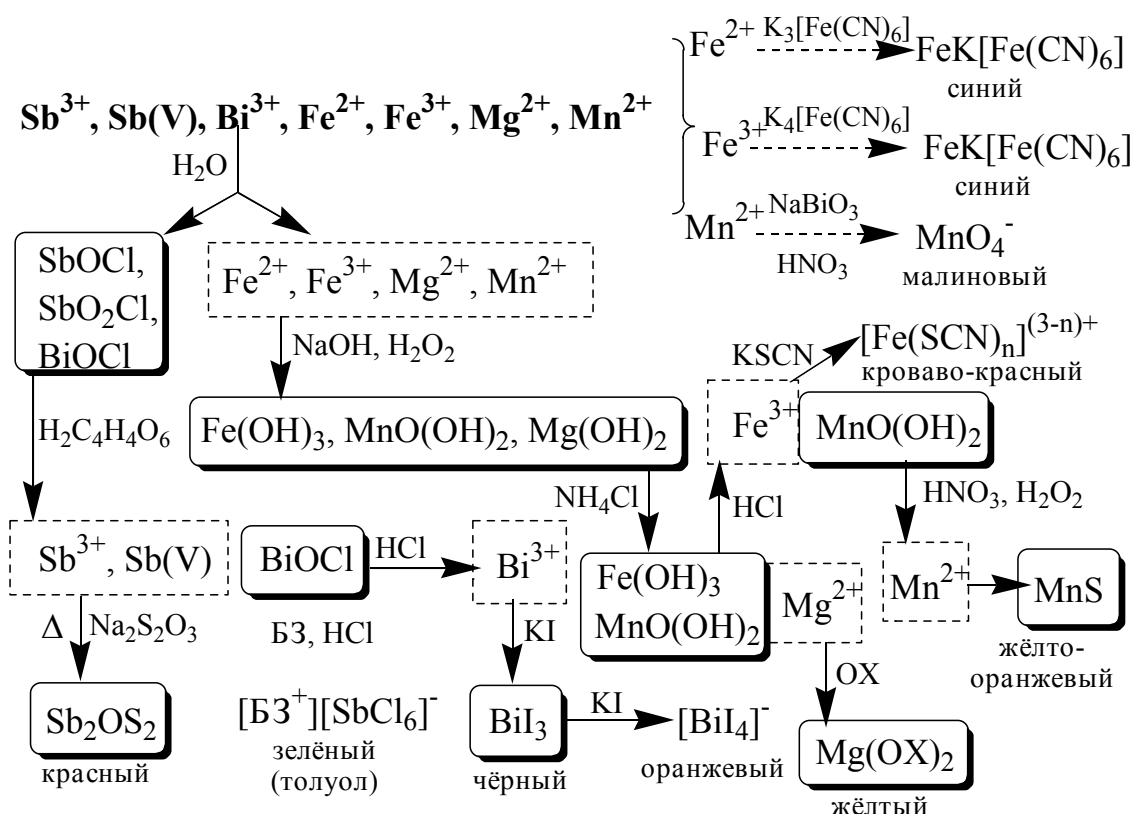 Sb³⁺, Sb(V), Bi³⁺, Fe²⁺, Fe³⁺, Mg²⁺, Mn²⁺
H₂O
Fe²⁺ K₃[Fe(CN)₆] FeK[Fe(CN)₆]
синий
Fe³⁺ K₄[Fe(CN)₆] FeK[Fe(CN)₆]
синий
Mn²⁺ NaBiO₃ MnO₄⁻
HNO₃ малиновый
SbOCl,
SbO₂Cl,
BiOCl
Fe²⁺, Fe³⁺, Mg²⁺, Mn²⁺
NaOH, H₂O₂
H₂C₄H₄O₆
Fe(OH)₃, MnO(OH)₂, Mg(OH)₂
KSCN [Fe(SCN)ₙ]⁽³⁻ⁿ⁾⁺
кроваво-красный
Fe³⁺ MnO(OH)₂
NH₄Cl
HCl
HNO₃, H₂O₂
Sb³⁺, Sb(V)
BiOCl HCl Bi³⁺
БЗ, HCl
KI
Fe(OH)₃
MnO(OH)₂
Mg²⁺
Mn²⁺ MnS
жёлто-
оранжевый
Δ Na₂S₂O₃
OX
Sb₂OS₂
красный
[БЗ⁺][SbCl₆]⁻
зелёный
(толуол)
BiI₃ KI [BiI₄]⁻
чёрный оранжевый
Mg(OX)₂
жёлтый